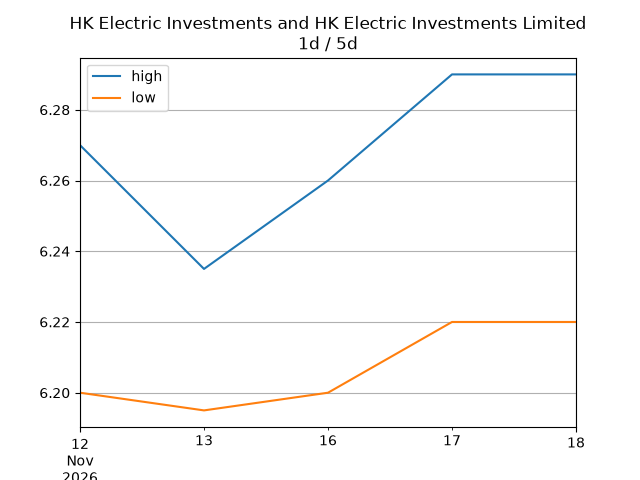 HK Electric Investments and HK Electric Investments Limited
1d / 5d
high
low
6.28
6.26
6.24
6.22
6.20
12
13
16
17
18
Nov
2026